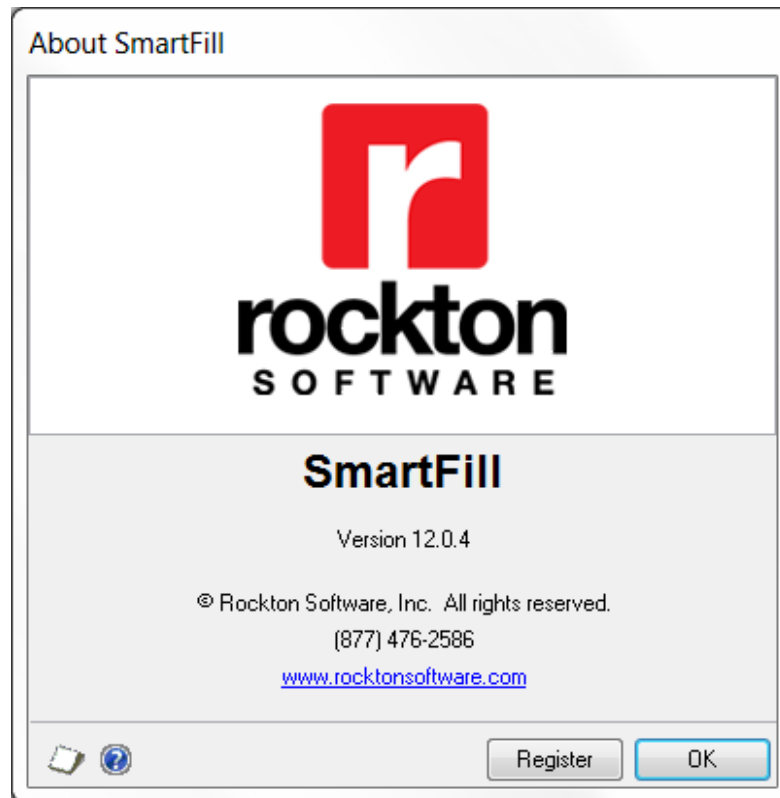 About SmartFill
r
rockton
SOFTWARE
SmartFill
Version 12.0.4
© Rockton Software, Inc. All rights reserved.
(877) 476-2586
www.rocktonsoftware.com
Register OK